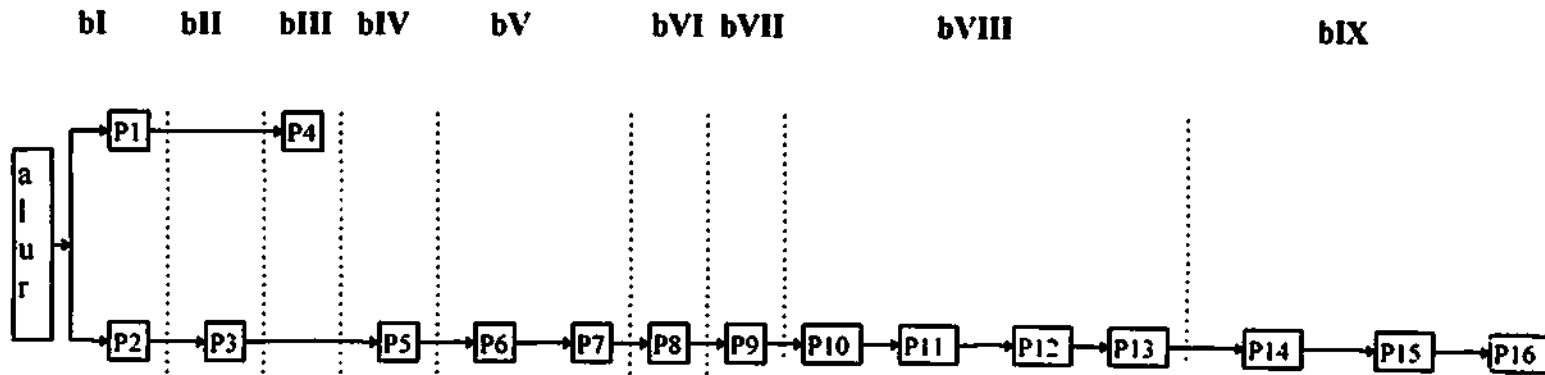 bI bII bIII bIV bV bVI bVII bVIII bIX
P1 P4
alur
P2 P3 P5 P6 P7 P8 P9 P10 P11 P12 P13 P14 P15 P16